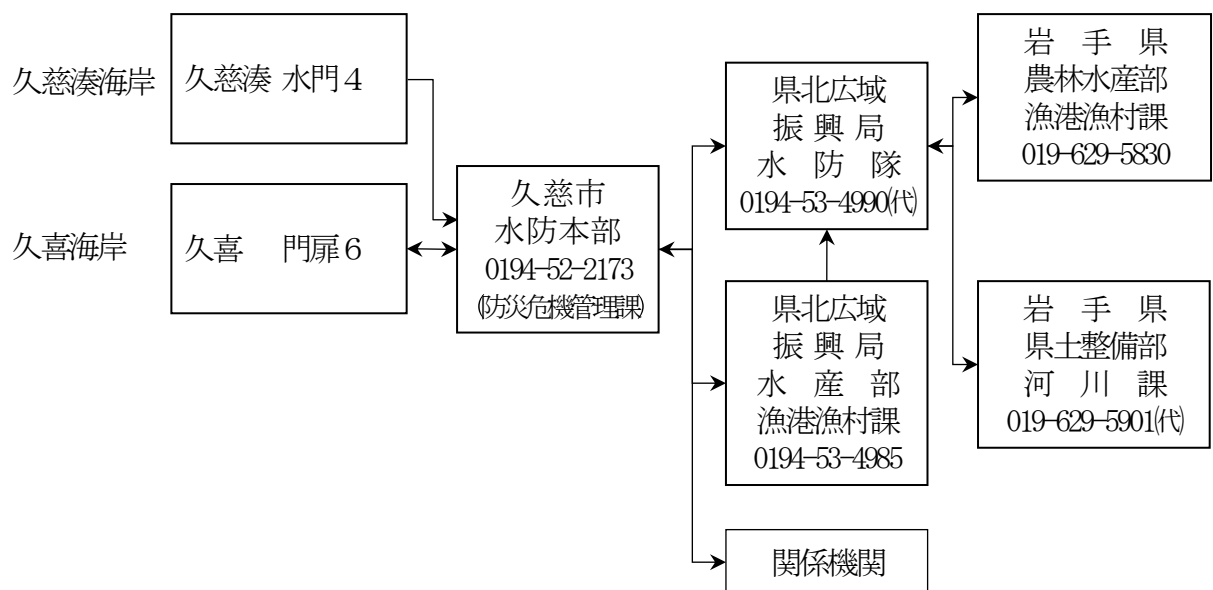 久慈湊海岸
久慈湊 水門4
久喜海岸
久喜 門扉6
久慈市
水防本部
0194-52-2173
(防災危機管理課)
県北広域
振興局
水防隊
0194-53-4990(代)
県北広域
振興局
水産部
漁港漁村課
0194-53-4985
関係機関
岩手県
農林水産部
漁港漁村課
019-629-5830
岩手県
県土整備部
河川課
019-629-5901(代)